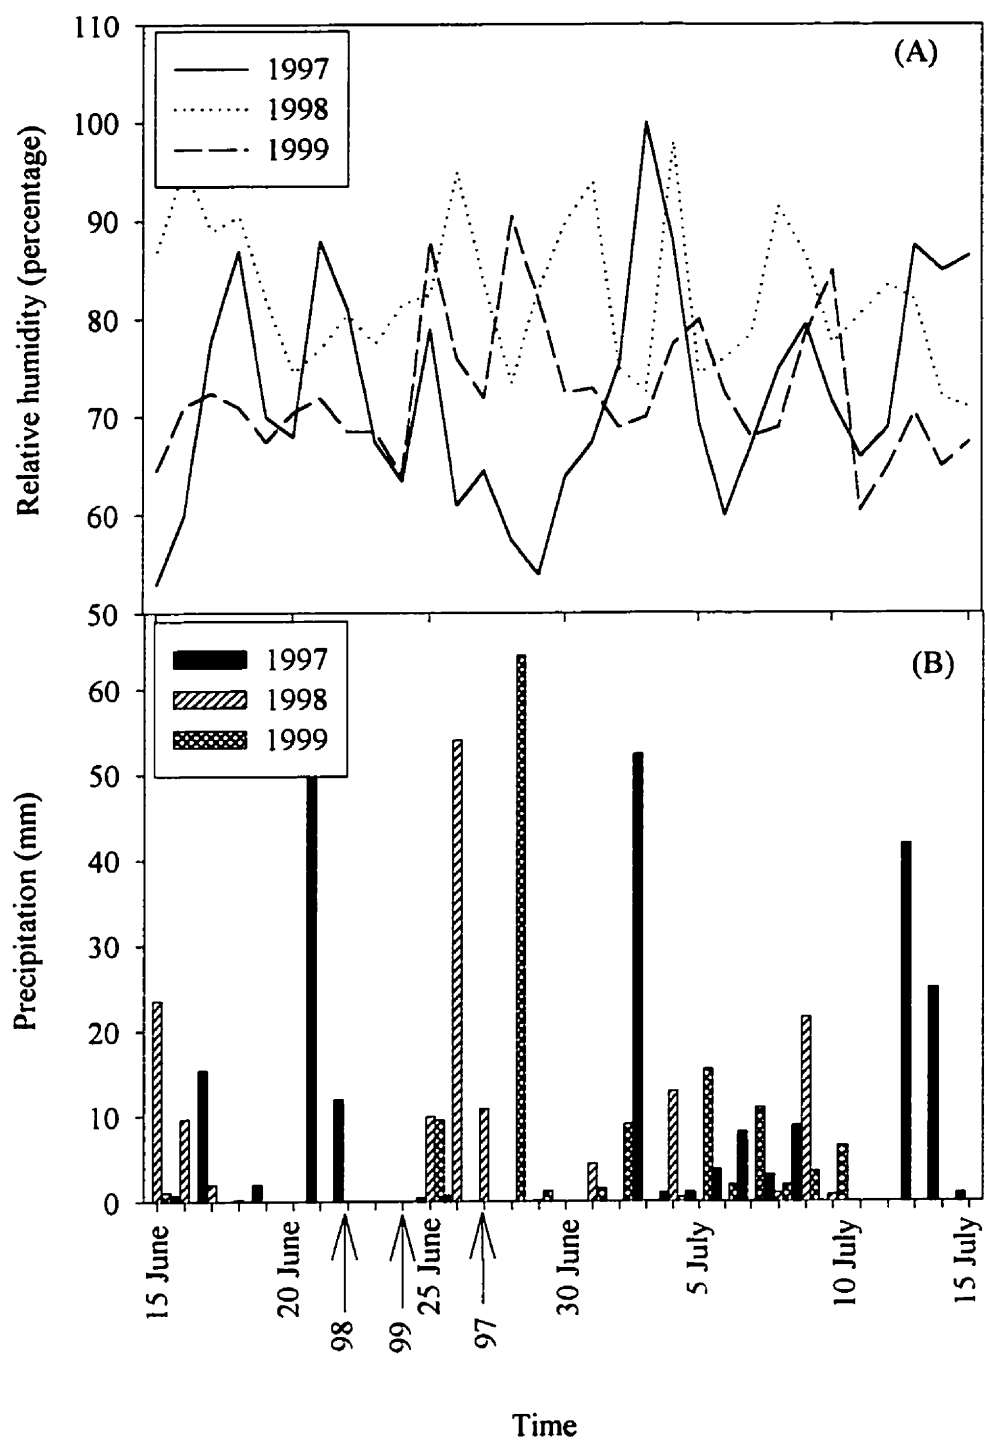 110
100
90
80
70
60
50
Relative humidity (percentage)
1997
1998
1999
(A)
60
50
40
30
20
10
0
Precipitation (mm)
1997
1998
1999
(B)
15 June
20 June
25 June
30 June
5 July
10 July
15 July
98
99
97
Time